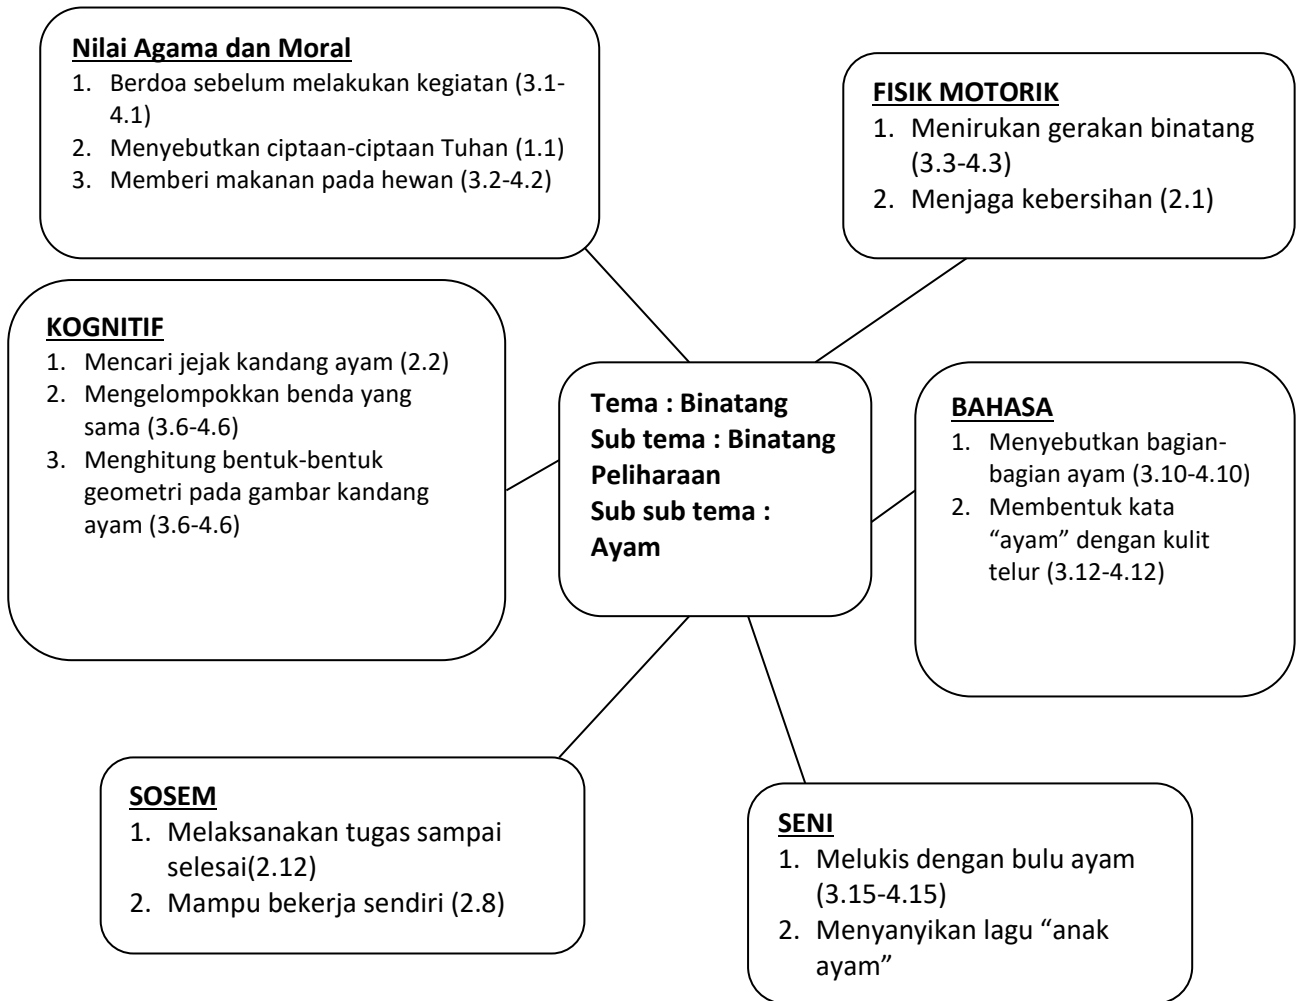 Nilai Agama dan Moral
1. Berdoa sebelum melakukan kegiatan (3.1-
4.1)
2. Menyebutkan ciptaan-ciptaan Tuhan (1.1)
3. Memberi makanan pada hewan (3.2-4.2)
FISIK MOTORIK
1. Menirukan gerakan binatang
(3.3-4.3)
2. Menjaga kebersihan (2.1)
KOGNITIF
1. Mencari jejak kandang ayam (2.2)
2. Mengelompokkan benda yang
sama (3.6-4.6)
3. Menghitung bentuk-bentuk
geometri pada gambar kandang
ayam (3.6-4.6)
Tema : Binatang
Sub tema : Binatang
Peliharaan
Sub sub tema :
Ayam
BAHASA
1. Menyebutkan bagian-
bagian ayam (3.10-4.10)
2. Membentuk kata
“ayam” dengan kulit
telur (3.12-4.12)
SOSEM
1. Melaksanakan tugas sampai
selesai(2.12)
2. Mampu bekerja sendiri (2.8)
SENI
1. Melukis dengan bulu ayam
(3.15-4.15)
2. Menyanyikan lagu “anak
ayam”